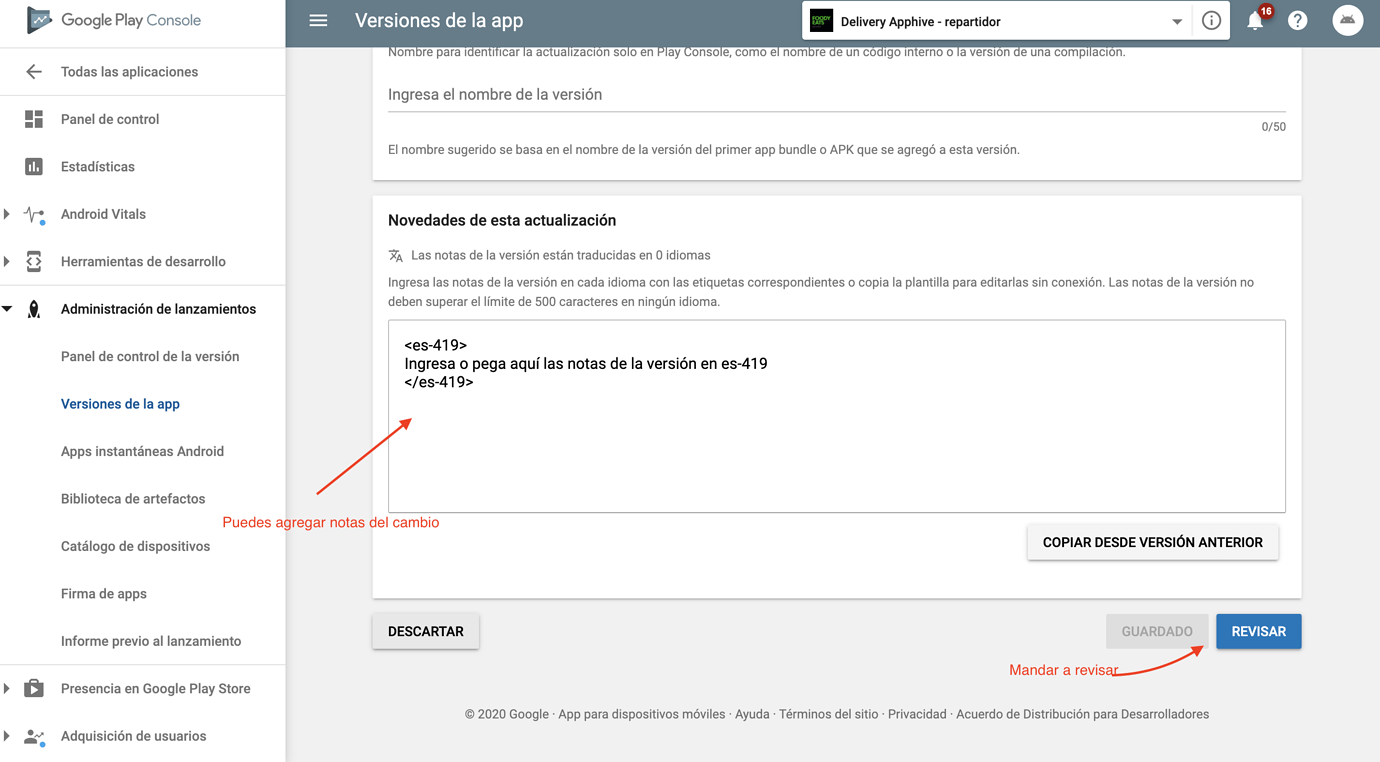 Google Play Console
Versiones de la app
FOODY
EATS
Delivery Apphive - repartidor
16
Todas las aplicaciones
Panel de control
Estadísticas
Android Vitals
Herramientas de desarrollo
Administración de lanzamientos
Panel de control de la versión
Versiones de la app
Apps instantáneas Android
Biblioteca de artefactos
Catálogo de dispositivos
Firma de apps
Informe previo al lanzamiento
Presencia en Google Play Store
Adquisición de usuarios
Nombre para identificar la actualización solo en Play Console, como el nombre de un código interno o la versión de una compilación.
Ingresa el nombre de la versión
0/50
El nombre sugerido se basa en el nombre de la versión del primer app bundle o APK que se agregó a esta versión.
Novedades de esta actualización
Las notas de la versión están traducidas en 0 idiomas
Ingresa las notas de la versión en cada idioma con las etiquetas correspondientes o copia la plantilla para editarlas sin conexión. Las notas de la versión no
deben superar el límite de 500 caracteres en ningún idioma.
<es-419>
Ingresa o pega aquí las notas de la versión en es-419
</es-419>
Puedes agregar notas del cambio
COPIAR DESDE VERSIÓN ANTERIOR
DESCARTAR
GUARDADO
REVISAR
Mandar a revisar
© 2020 Google · App para dispositivos móviles · Ayuda · Términos del sitio · Privacidad · Acuerdo de Distribución para Desarrolladores